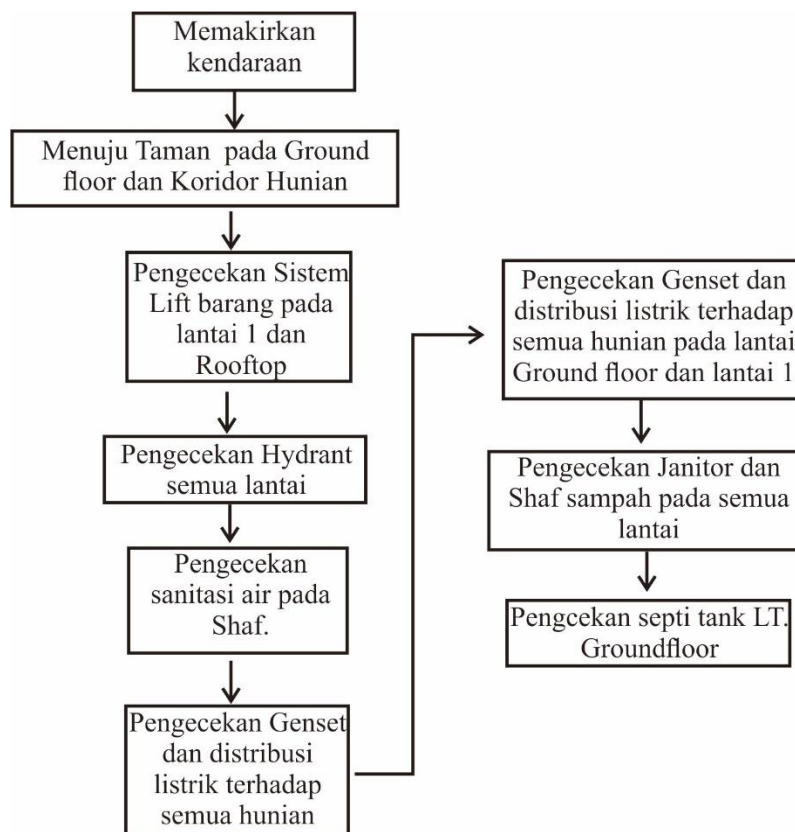 Memakirkan
kendaraan
Menuju Taman pada Ground
floor dan Koridor Hunian
Pengecekan Sistem
Lift barang pada
lantai 1 dan
Rooftop
Pengecekan Hydrant
semua lantai
Pengecekan
sanitasi air pada
Shaf.
Pengecekan Genset
dan distribusi
listrik terhadap
semua hunian
Pengecekan Genset dan
distribusi listrik terhadap
semua hunian pada lantai
Ground floor dan lantai 1
Pengecekan Janitor dan
Shaf sampah pada semua
lantai
Pengcekan septi tank LT.
Groundfloor